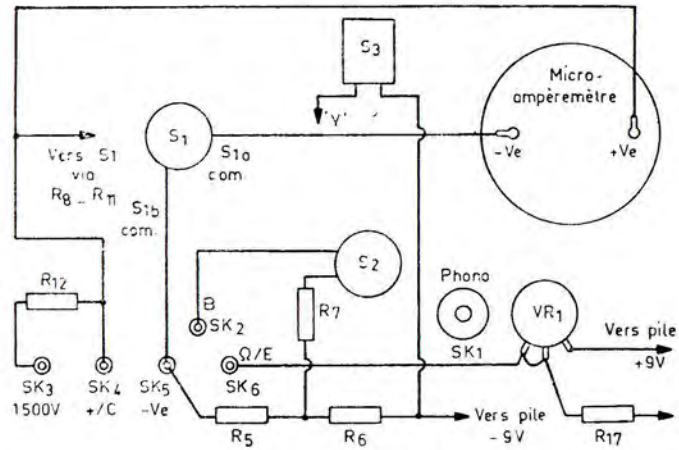 S3
Micro-
ampèremètre
"Y"
-Ve
+Ve
Vers S1
via
R8 _ R11
S1
S1a
com.
S1b
com.
S2
R12
B
SK2
R7
Phono
SK1
VR1
Vers pile
+9V
Ω/E
SK3
1500V
SK4
+/C
SK5
-Ve
SK6
R5
R6
Vers pile
-9V
R17